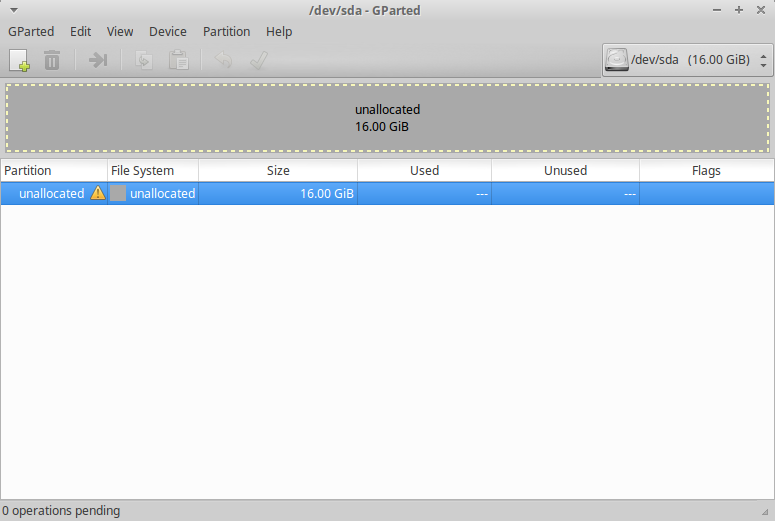 /dev/sda - GParted
GParted Edit View Device Partition Help
/dev/sda (16.00 GiB)
unallocated
16.00 GiB
Partition File System Size Used Unused Flags
unallocated unallocated 16.00 GiB --- ---
0 operations pending